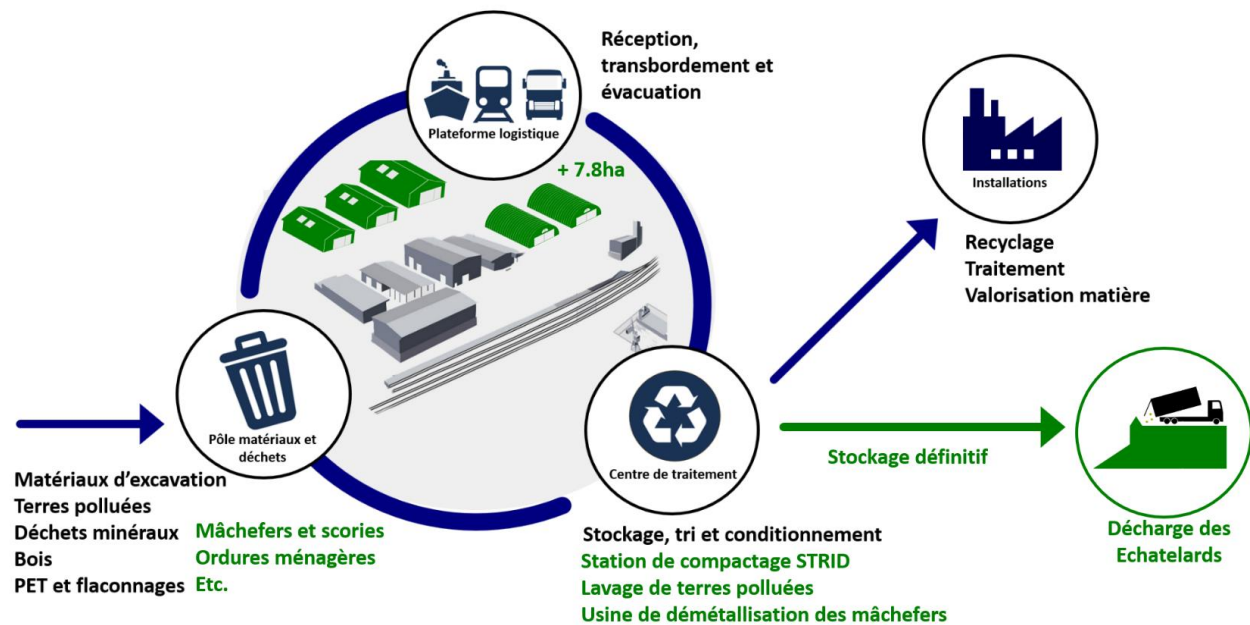 Réception,
transbordement et
évacuation
Plateforme logistique
+ 7.8ha
Installations
Recyclage
Traitement
Valorisation matière
Pôle matériaux et
déchets
Matériaux d'excavation
Terres polluées
Déchets minéraux
Bois
PET et flaconnages
Mâchefers et scories
Ordures ménagères
Etc.
Centre de traitement
Stockage, tri et conditionnement
Station de compactage STRID
Lavage de terres polluées
Usine de démétallisation des mâchefers
Stockage définitif
Décharge des
Echatelards